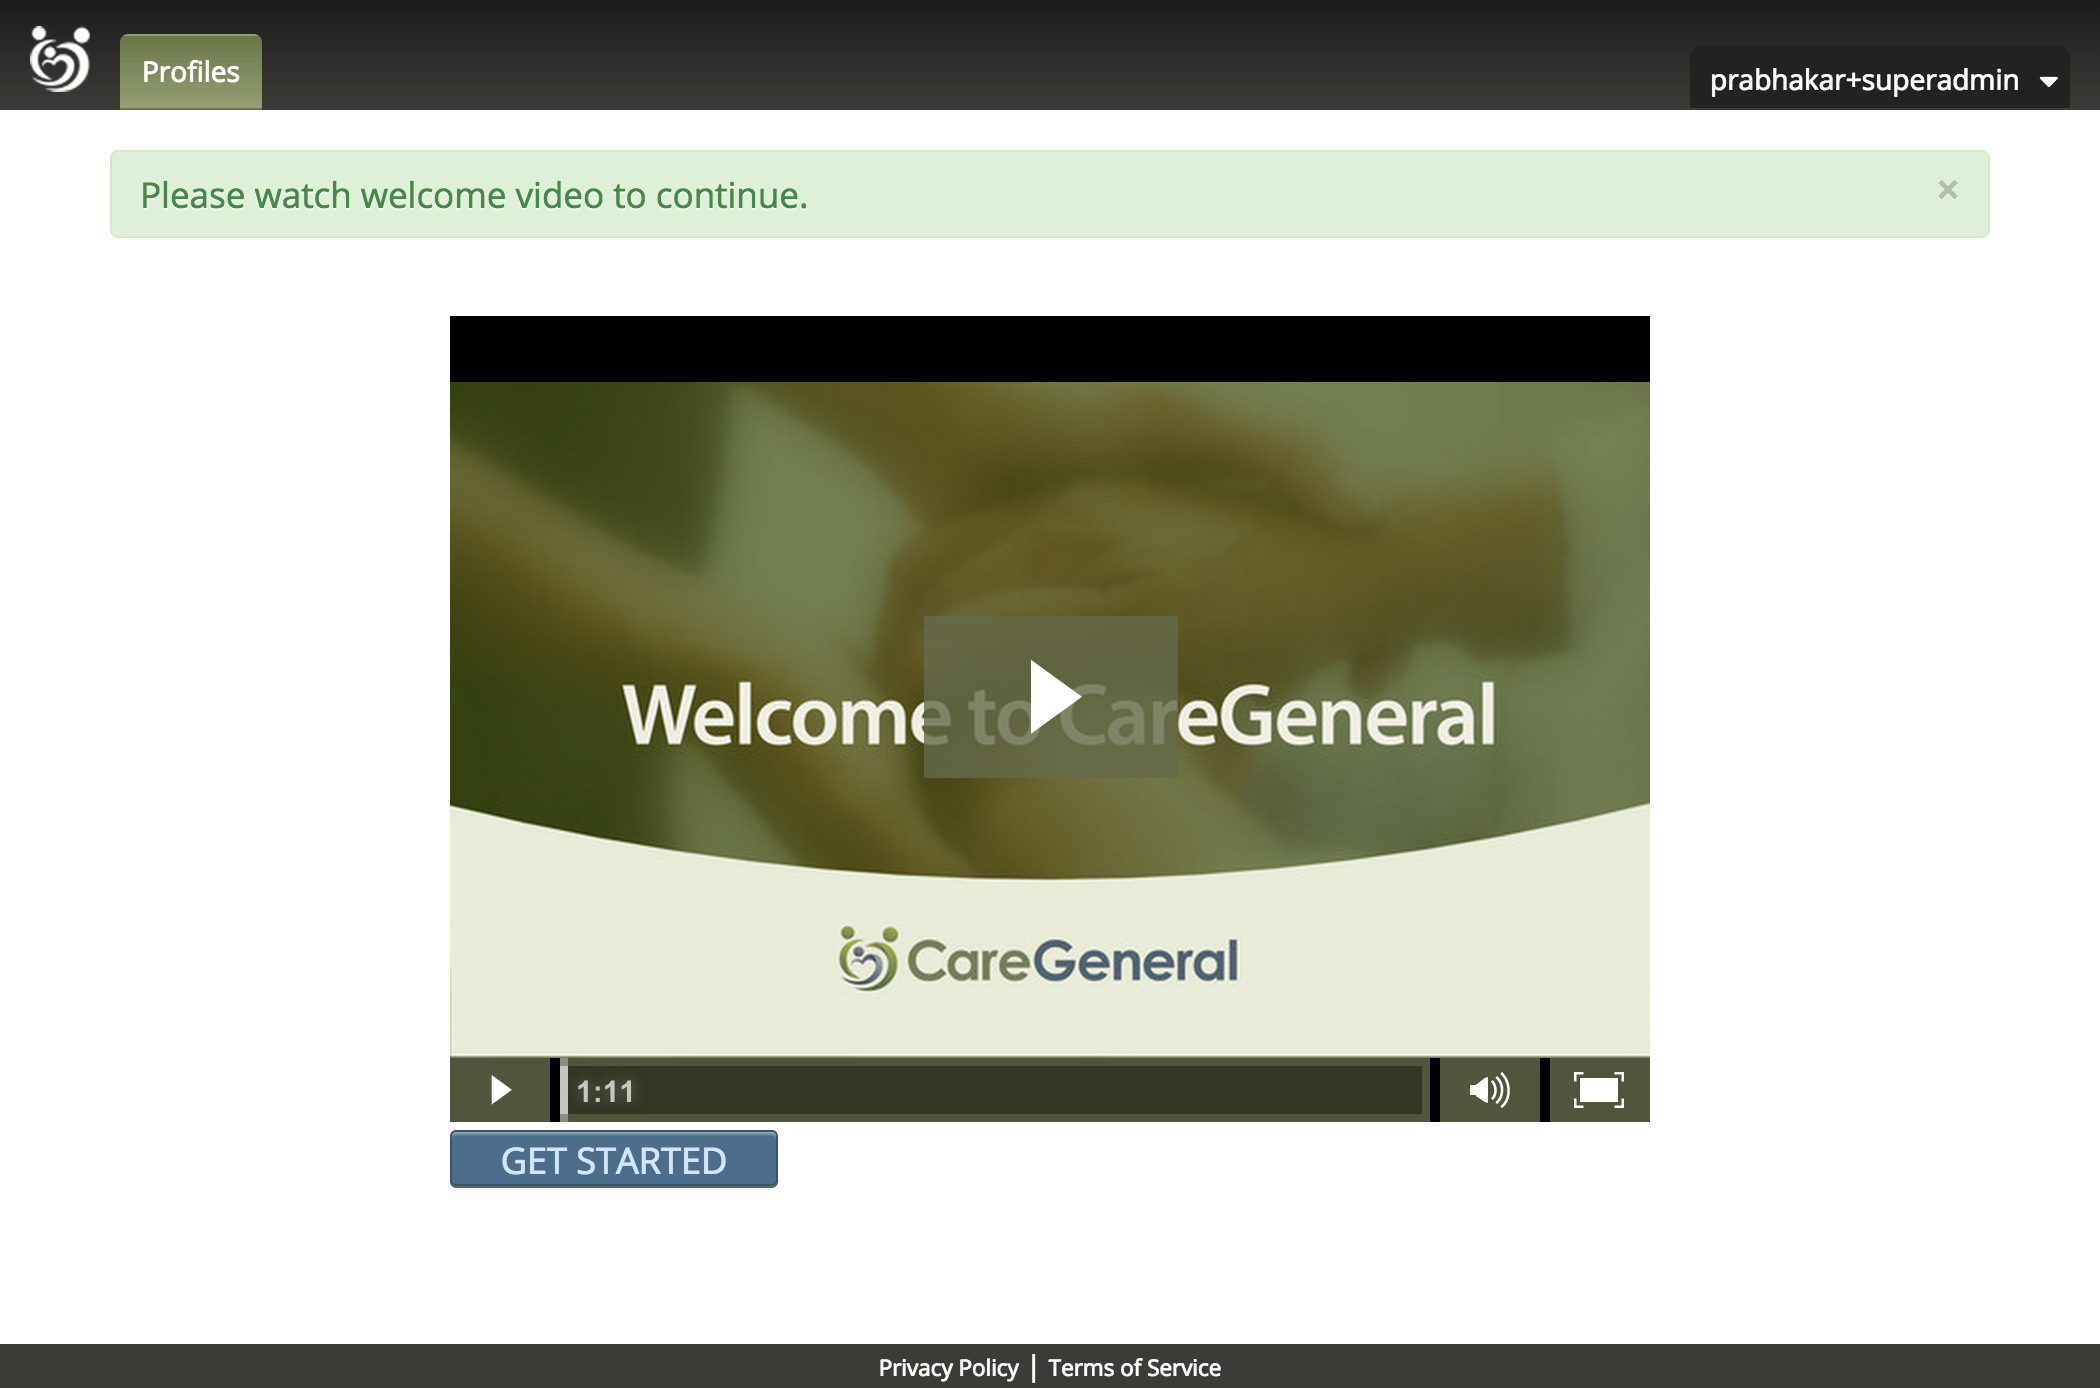 Profiles
prabhakar+superadmin
Please watch welcome video to continue.
×
Welcome to CareGeneral
CareGeneral
1:11
GET STARTED
Privacy Policy | Terms of Service